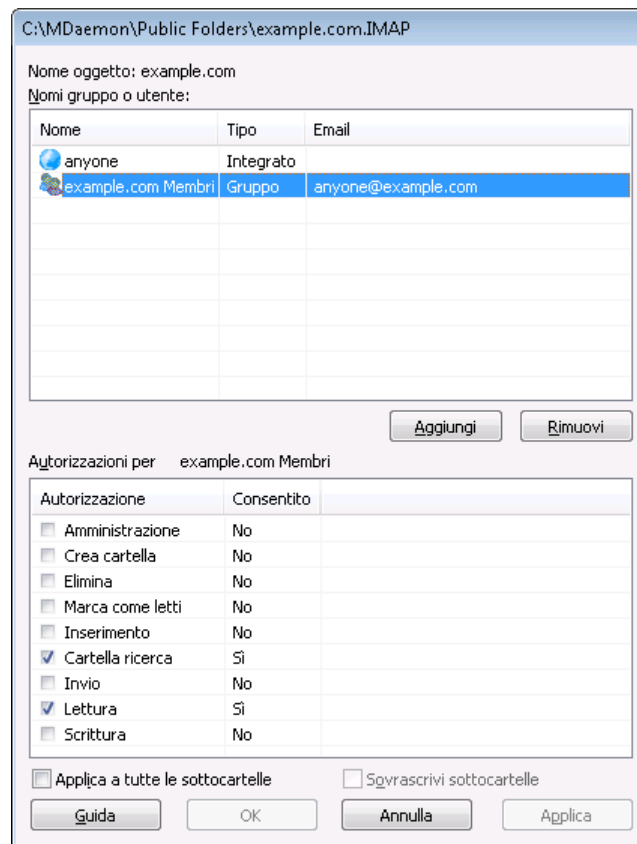 C:\MDaemon\Public Folders\example.com.IMAP
Nome oggetto: example.com
Nomi gruppo o utente:
Nome Tipo Email
anyone Integrato
example.com Membri Gruppo anyone@example.com
Aggiungi Rimuovi
Autorizzazioni per example.com Membri
Autorizzazione Consentito
Amministrazione No
Crea cartella No
Elimina No
Marca come letti No
Inserimento No
Cartella ricerca Sì
Invio No
Lettura Sì
Scrittura No
Applica a tutte le sottocartelle Sovrascrivi sottocartelle
Guida OK Annulla Applica